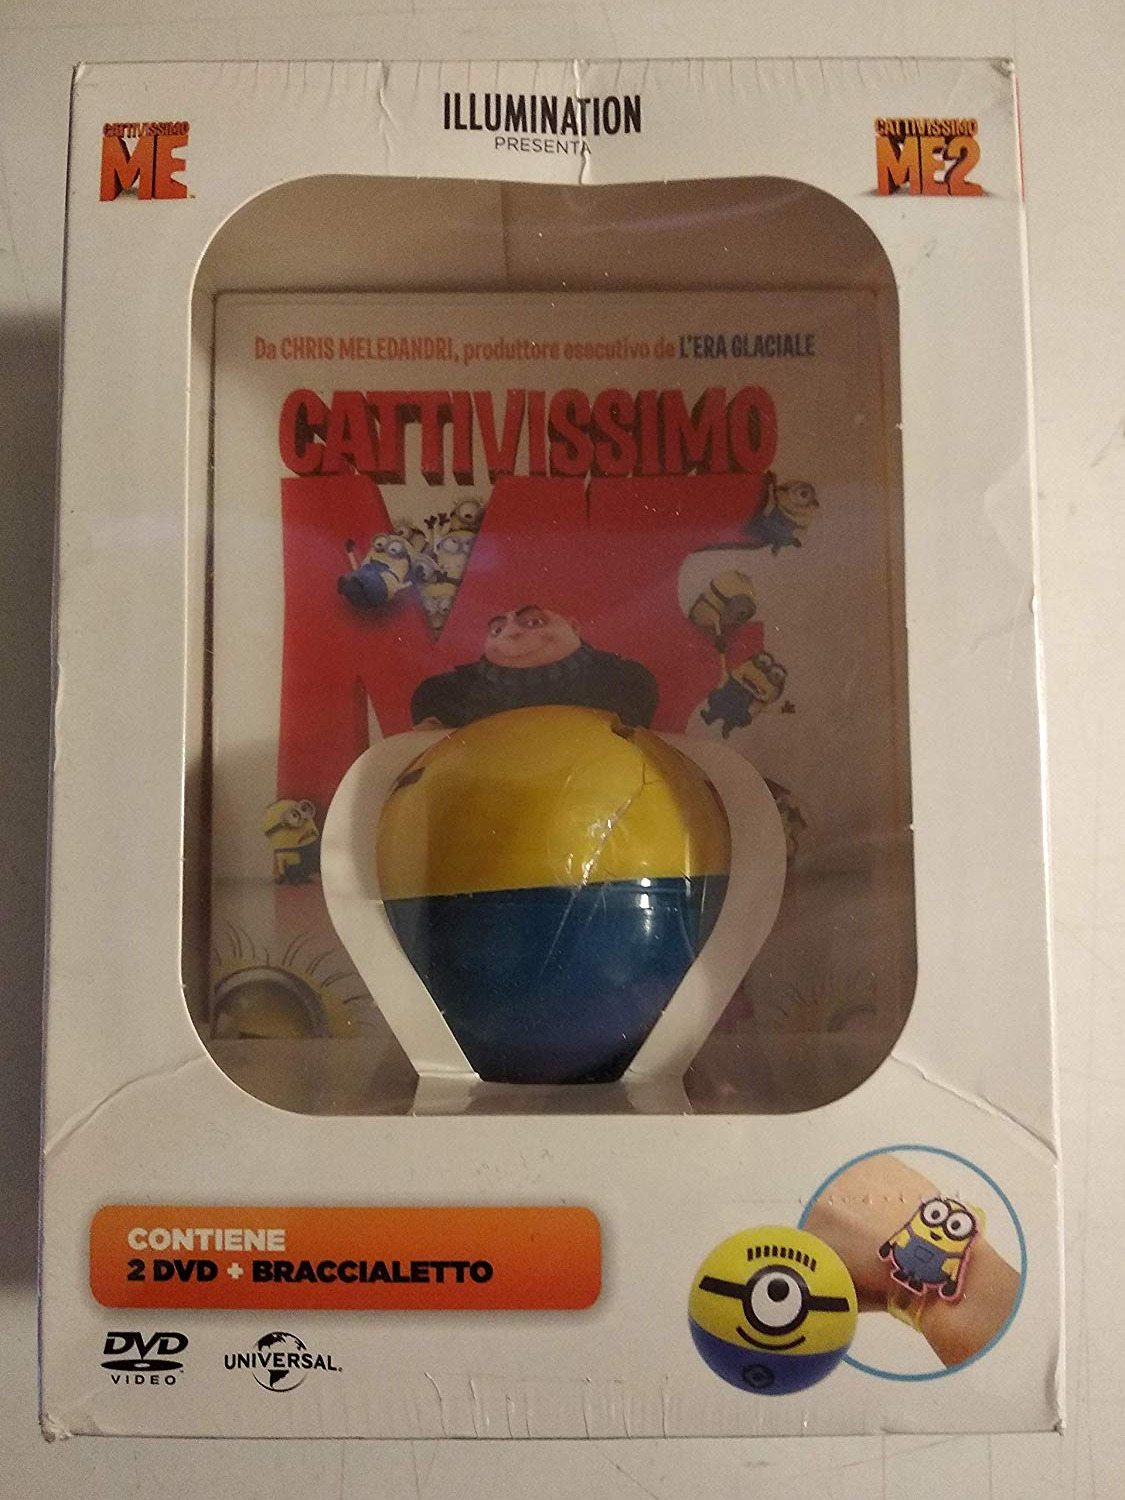 ILLUMINATION
PRESENTA
CATTIVISSIMO
ME
CATTIVISSIMO
ME2
Da CHRIS MELEDANDRI, produttore esecutivo de L'ERA GLACIALE
CATTIVISSIMO
ME
CONTIENE
2 DVD + BRACCIALETTO
DVD
VIDEO
UNIVERSAL